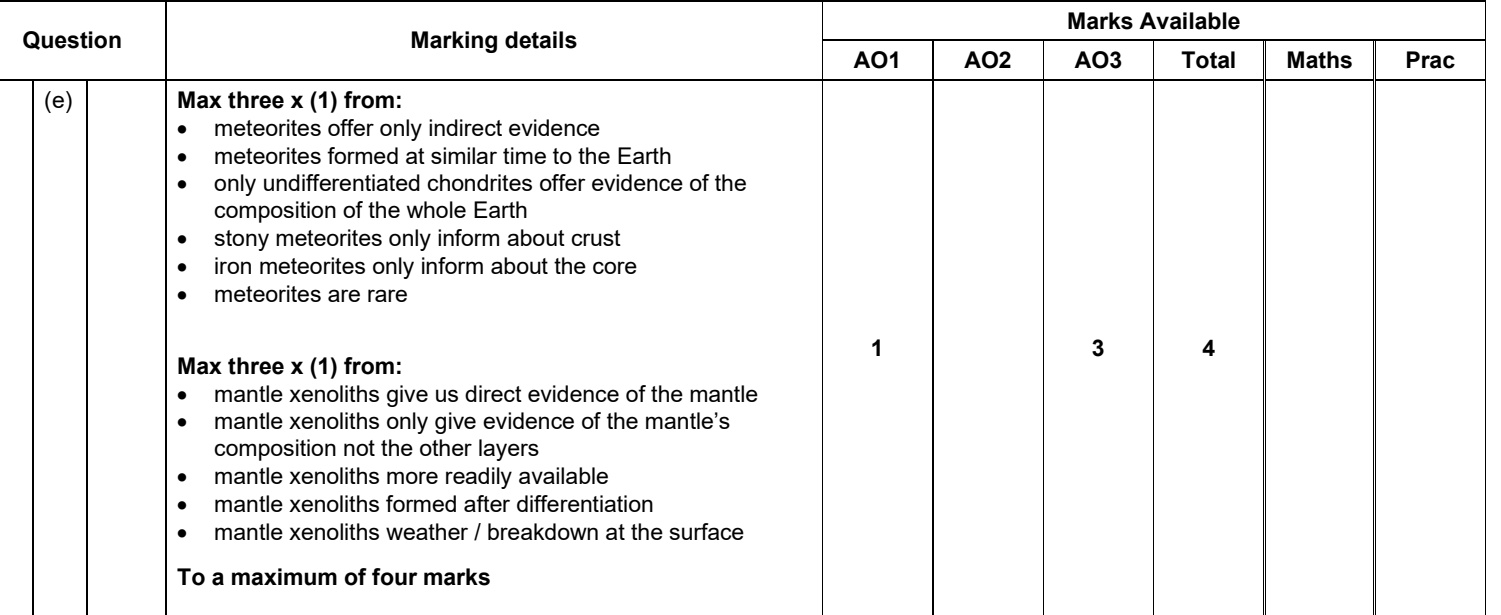 Question Marking details Marks Available
AO1 AO2 AO3 Total Maths Prac
(e) Max three x (1) from:
• meteorites offer only indirect evidence
• meteorites formed at similar time to the Earth
• only undifferentiated chondrites offer evidence of the
composition of the whole Earth
• stony meteorites only inform about crust
• iron meteorites only inform about the core
• meteorites are rare
1 3 4
Max three x (1) from:
• mantle xenoliths give us direct evidence of the mantle
• mantle xenoliths only give evidence of the mantle’s
composition not the other layers
• mantle xenoliths more readily available
• mantle xenoliths formed after differentiation
• mantle xenoliths weather / breakdown at the surface
To a maximum of four marks